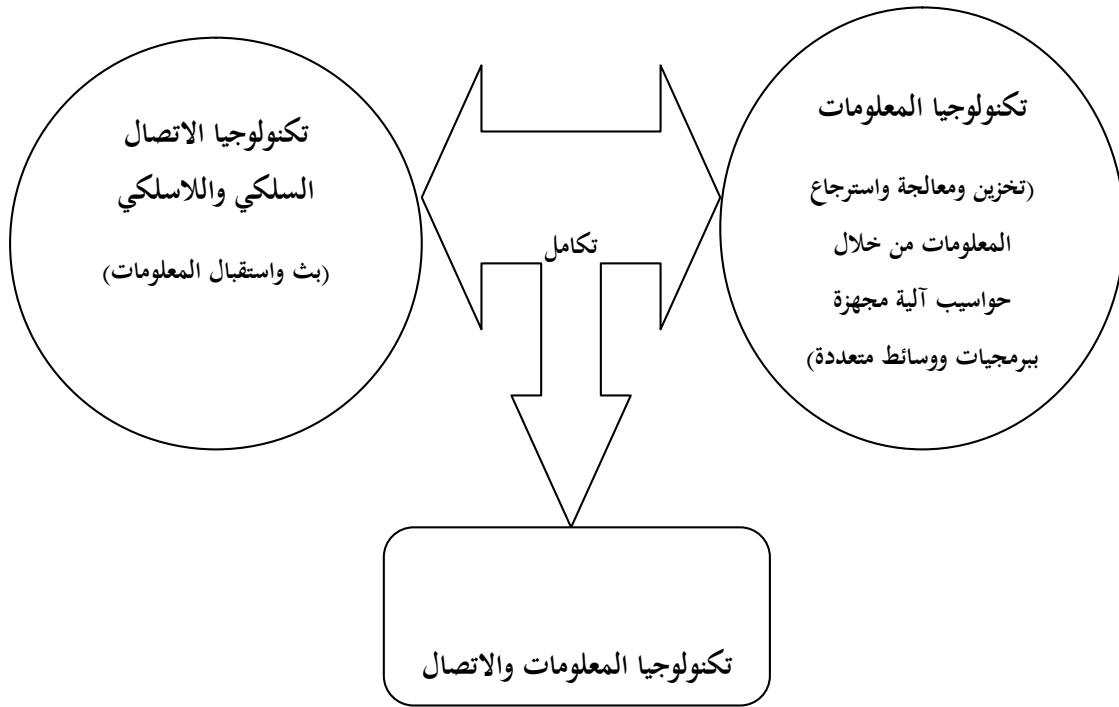 تكنولوجيا المعلومات
(تخزين ومعالجة واسترجاع
المعلومات من خلال
حواسيب آلية مجهزة
ببرمجيات ووسائط متعددة)
تكامل
تكنولوجيا الاتصال
السلكي واللاسلكي
(بث واستقبال المعلومات)
تكنولوجيا المعلومات والاتصال